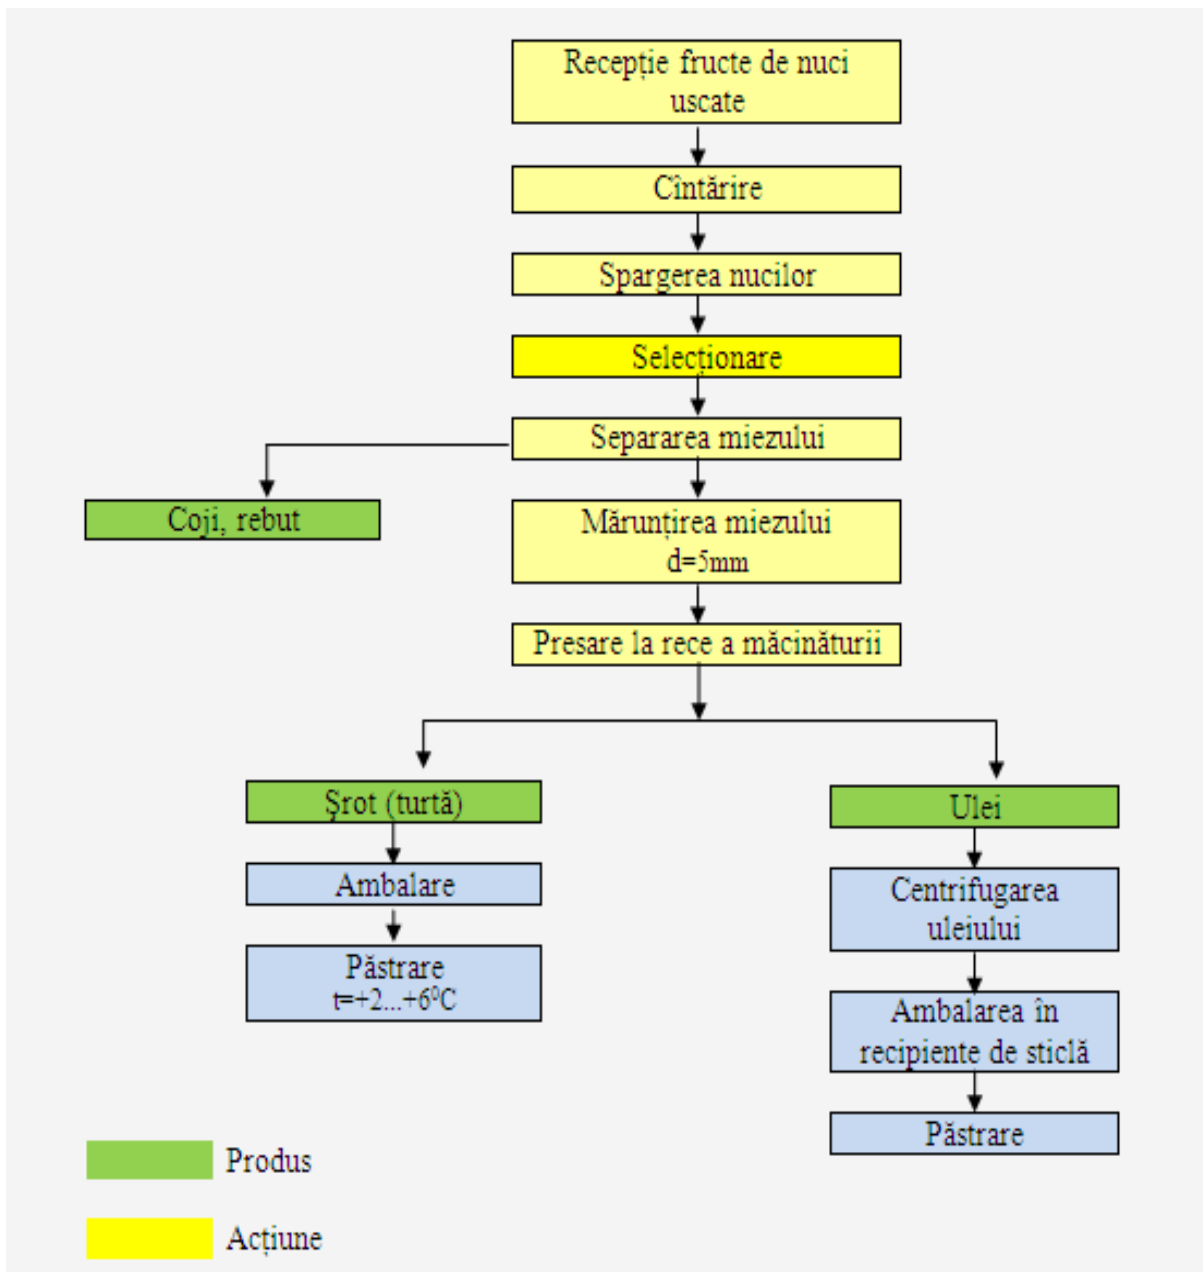 Recepție fructe de nuci
uscate
Cîntărire
Spargerea nucilor
Selecționare
Separarea miezului
Coji, rebut
Mărunțirea miezului
d=5mm
Presare la rece a măcinăturii
Șrot (turtă)
Ambalare
Păstrare
t=+2...+6⁰C
Ulei
Centrifugarea
uleiului
Ambalarea în
recipiente de sticlă
Păstrare
Produs
Acțiune